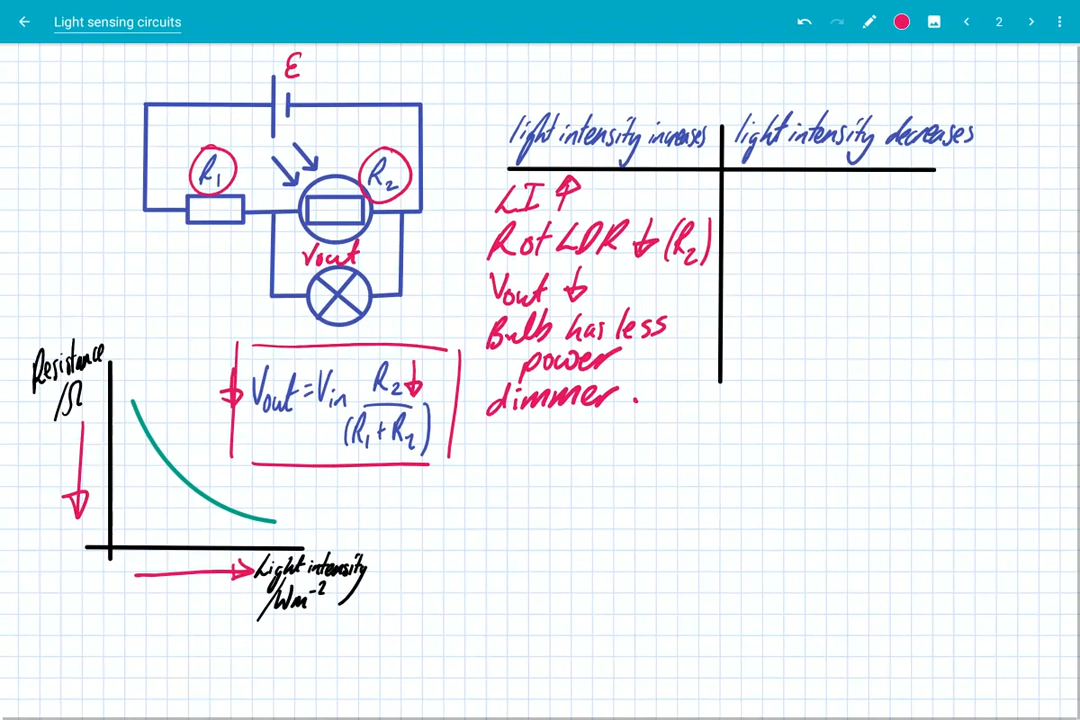 Light sensing circuits
2
ε
R1
R2
Vout
light intensity increases
light intensity decreases
LI ↑
R of LDR ↓ (R2)
Vout ↓
Bulb has less
power
dimmer.
Resistance
/Ω
↓ Vout = Vin R2 ↓
(R1 + R2)
Light intensity
/Wm⁻²